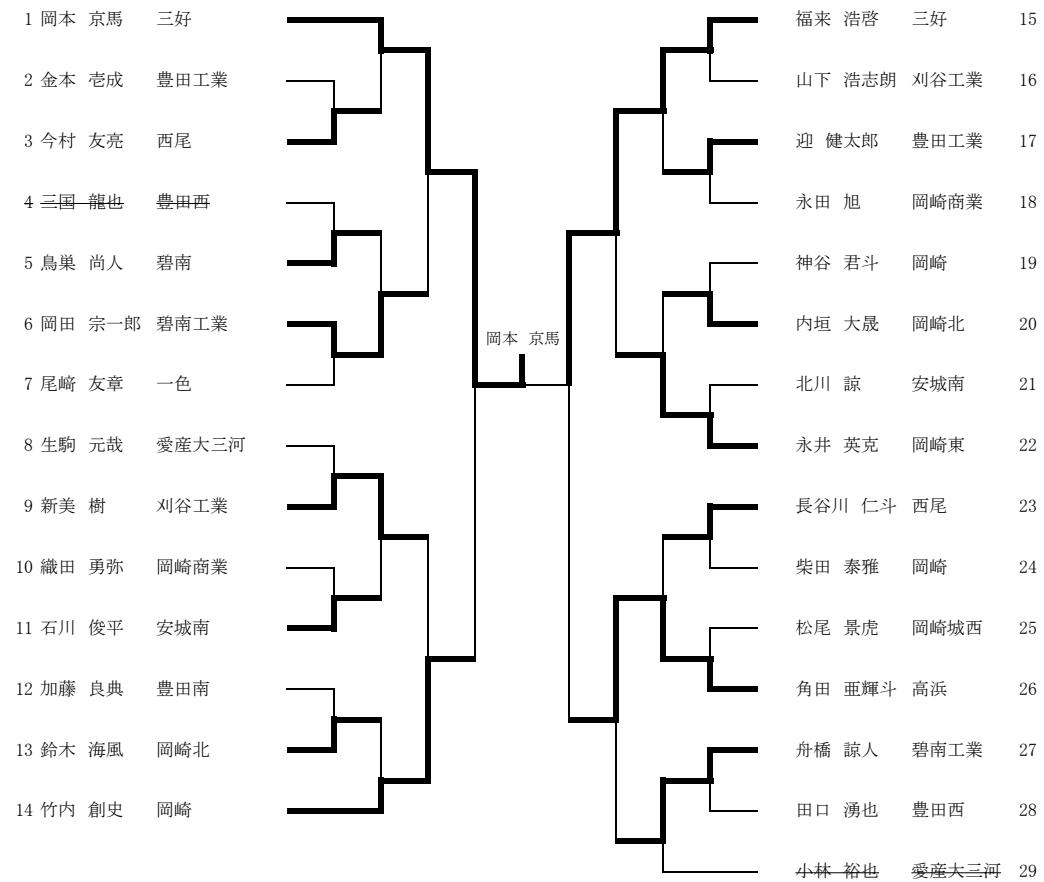 1 岡本 京馬 三好
2 金本 壱成 豊田工業
3 今村 友亮 西尾
4 三国 龍也 豊田西
5 鳥巣 尚人 碧南
6 岡田 宗一郎 碧南工業
7 尾﨑 友章 一色
8 生駒 元哉 愛産大三河
9 新美 樹 刈谷工業
10 織田 勇弥 岡崎商業
11 石川 俊平 安城南
12 加藤 良典 豊田南
13 鈴木 海風 岡崎北
14 竹内 創史 岡崎
岡本 京馬
福来 浩啓 三好 15
山下 浩志朗 刈谷工業 16
迎 健太郎 豊田工業 17
永田 旭 岡崎商業 18
神谷 君斗 岡崎 19
内垣 大晟 岡崎北 20
北川 諒 安城南 21
永井 英克 岡崎東 22
長谷川 仁斗 西尾 23
柴田 泰雅 岡崎 24
松尾 景虎 岡崎城西 25
角田 亜輝斗 高浜 26
舟橋 諒人 碧南工業 27
田口 湧也 豊田西 28
小林 裕也 愛産大三河 29